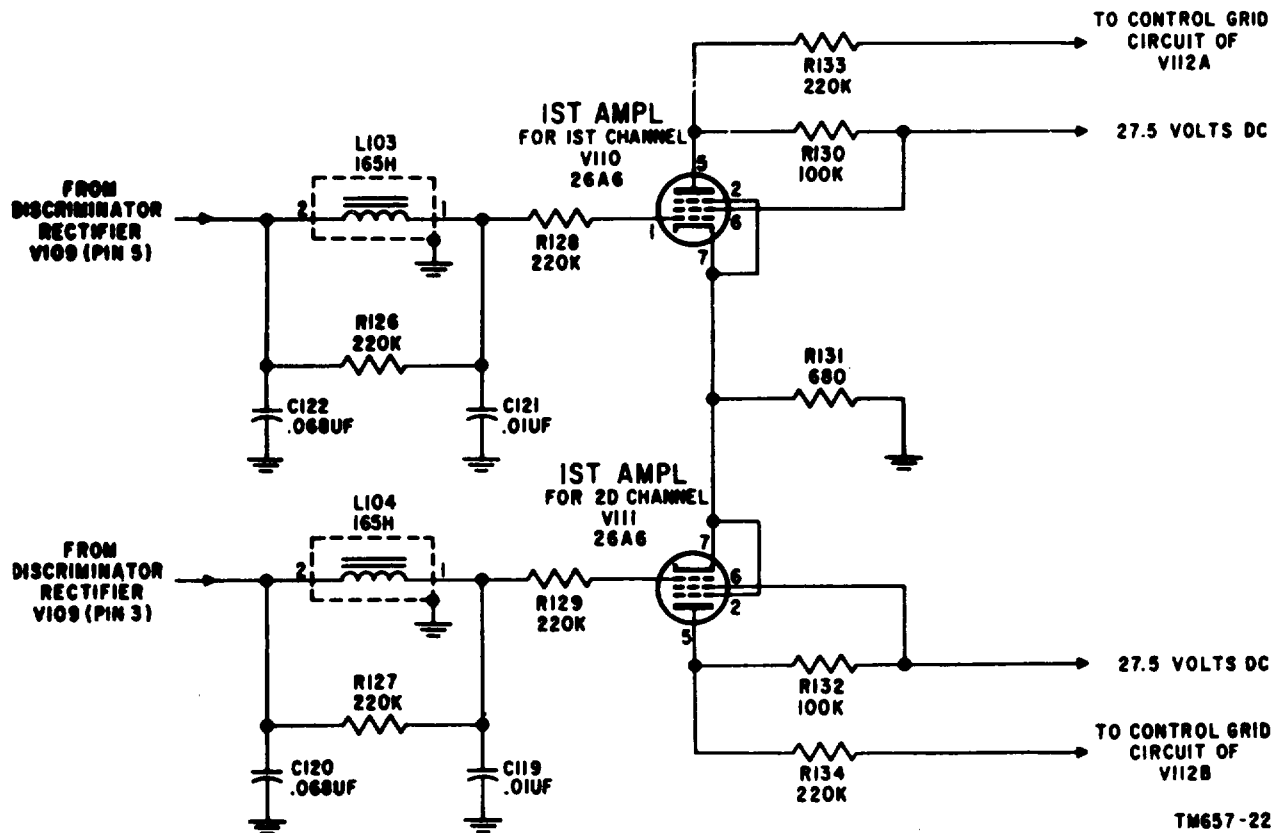 TO CONTROL GRID
CIRCUIT OF
V112A
R133
220K
1ST AMPL
FOR 1ST CHANNEL
V110
26A6
27.5 VOLTS DC
R130
100K
L103
165H
5
2
6
1
7
FROM
DISCRIMINATOR
RECTIFIER
V109 (PIN 5)
2
1
R128
220K
R126
220K
R131
680
C122
.068UF
C121
.01UF
1ST AMPL
FOR 2D CHANNEL
V111
26A6
L104
165H
7
6
2
5
FROM
DISCRIMINATOR
RECTIFIER
V109 (PIN 3)
2
1
R129
220K
27.5 VOLTS DC
R127
220K
R132
100K
TO CONTROL GRID
CIRCUIT OF
V112B
C120
.068UF
C119
.01UF
R134
220K
TM657-22